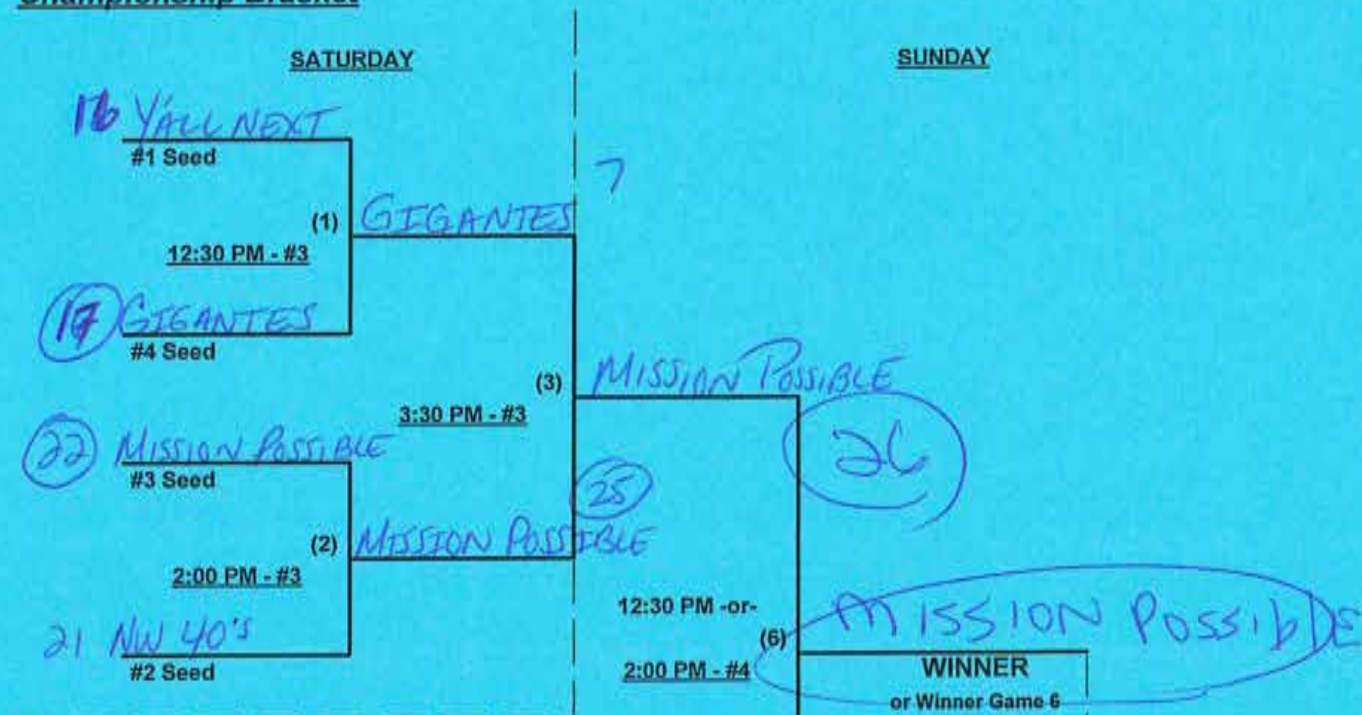 Championship Bracket
SATURDAY
SUNDAY
16 Y'ALL NEXT
#1 Seed
7
(1) GIGANTES
12:30 PM - #3
17 GIGANTES
#4 Seed
(3) MISSION POSSIBLE
3:30 PM - #3
26
22 MISSION POSSIBLE
#3 Seed
25
(2) MISSION POSSIBLE
2:00 PM - #3
12:30 PM -or-
21 NW 40's
#2 Seed
(6) MISSION POSSIbLE
2:00 PM - #4
WINNER
or Winner Game 6